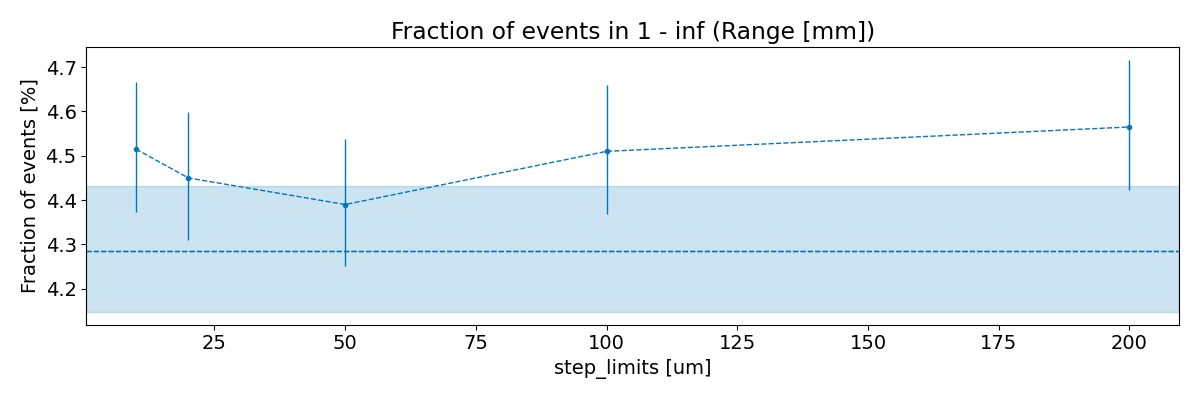 Fraction of events in 1 - inf (Range [mm])
Fraction of events [%]
4.7
4.6
4.5
4.4
4.3
4.2
25 50 75 100 125 150 175 200
step_limits [um]